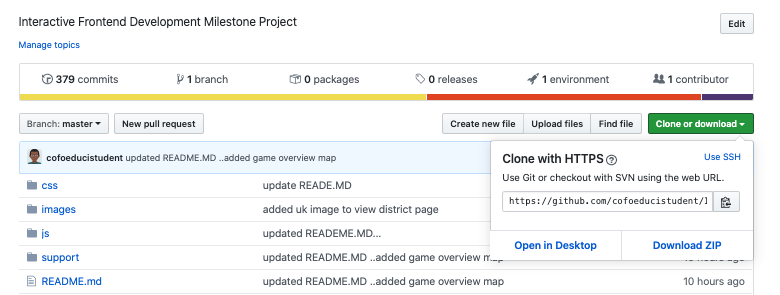 Interactive Frontend Development Milestone Project
Edit
Manage topics
379 commits
1 branch
0 packages
0 releases
1 environment
1 contributor
Branch: master
New pull request
Create new file
Upload files
Find file
Clone or download
cofoeducistudent updated README.MD ..added game overview map
Clone with HTTPS
Use SSH
Use Git or checkout with SVN using the web URL.
https://github.com/cofoeducistudent/I
Open in Desktop
Download ZIP
css
update READE.MD
images
added uk image to view district page
js
updated READEME.MD...
support
updated README.MD ..added game overview map
README.md
updated README.MD ..added game overview map
10 hours ago